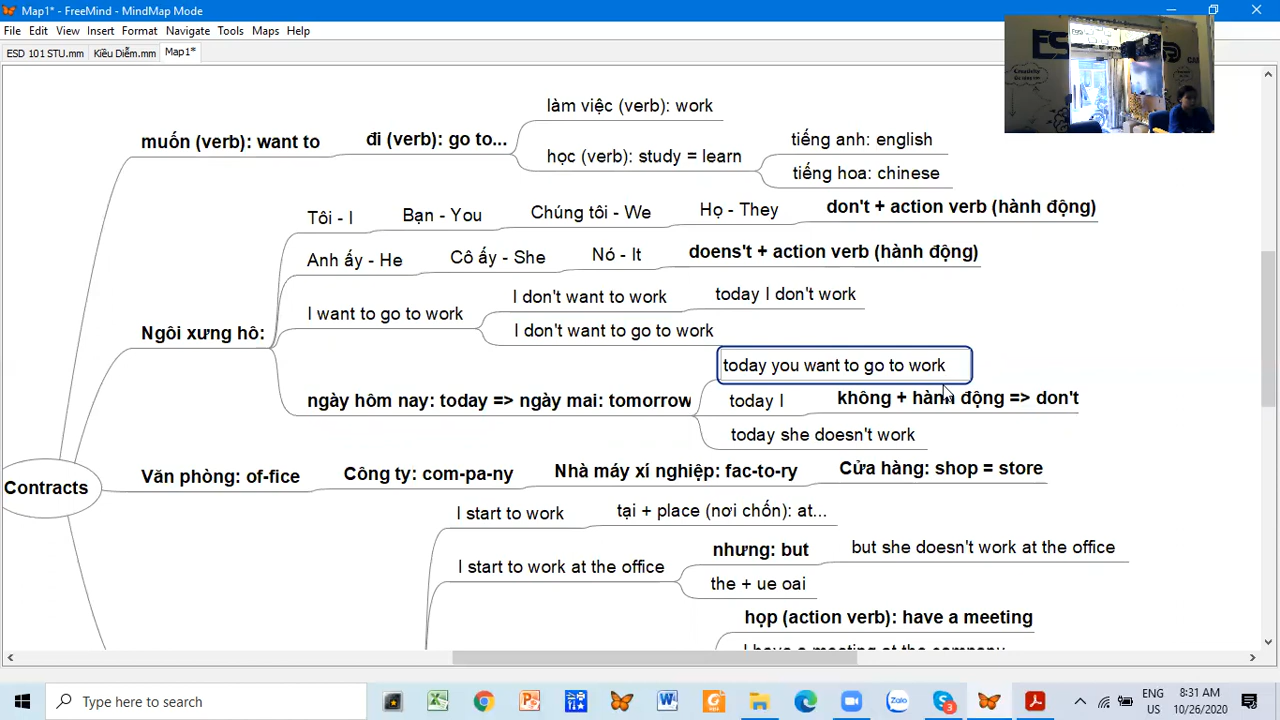 Map1* - FreeMind - MindMap Mode
File Edit View Insert Format Navigate Tools Maps Help
ESD 101 STU.mm Kiều Diễm.mm Map1*
làm việc (verb): work
muốn (verb): want to
đi (verb): go to...
học (verb): study = learn
tiếng anh: english
tiếng hoa: chinese
Tôi - I
Bạn - You
Chúng tôi - We
Họ - They
don't + action verb (hành động)
Anh ấy - He
Cô ấy - She
Nó - It
doens't + action verb (hành động)
Ngôi xưng hô:
I want to go to work
I don't want to work
today I don't work
I don't want to go to work
today you want to go to work
ngày hôm nay: today => ngày mai: tomorrow
today I
không + hành động => don't
today she doesn't work
Contracts
Văn phòng: of-fice
Công ty: com-pa-ny
Nhà máy xí nghiệp: fac-to-ry
Cửa hàng: shop = store
I start to work
tại + place (nơi chốn): at...
I start to work at the office
nhưng: but
but she doesn't work at the office
the + ue oai
họp (action verb): have a meeting
I have a meeting at the company
Type here to search
ENG
US
8:31 AM
10/26/2020